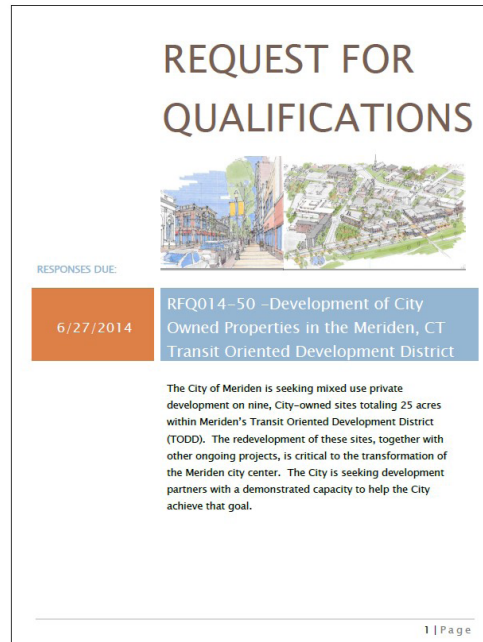 REQUEST FOR
QUALIFICATIONS
RESPONSES DUE:
6/27/2014
RFQ014-50 -Development of City
Owned Properties in the Meriden, CT
Transit Oriented Development District
The City of Meriden is seeking mixed use private
development on nine, City-owned sites totaling 25 acres
within Meriden's Transit Oriented Development District
(TODD).  The redevelopment of these sites, together with
other ongoing projects, is critical to the transformation of
the Meriden city center.  The City is seeking development
partners with a demonstrated capacity to help the City
achieve that goal.
1 | Page